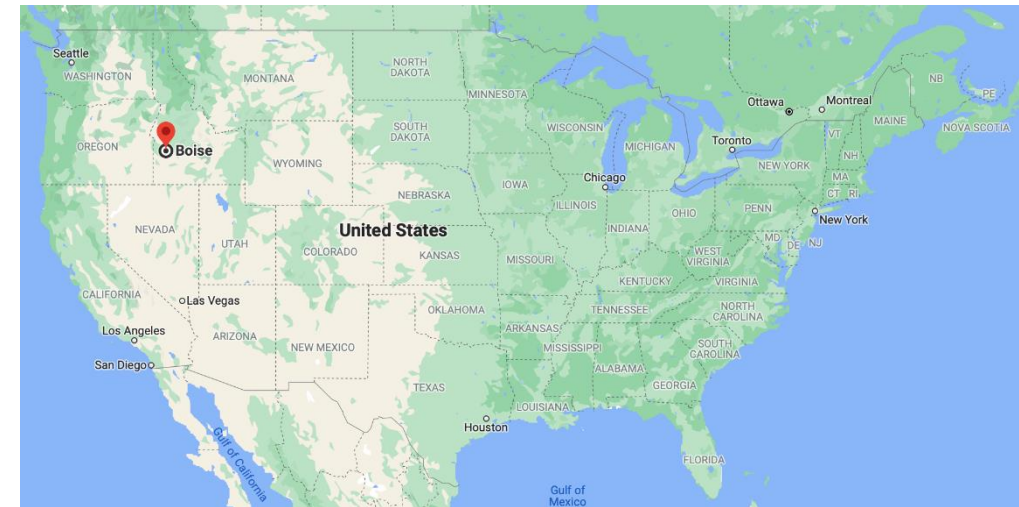 Seattle
WASHINGTON
MONTANA
NORTH
DAKOTA
MINNESOTA
Ottawa
Montreal
NB
PE
MAINE
NOVA SCOTIA
OREGON
Boise
SOUTH
DAKOTA
WISCONSIN
MICHIGAN
Toronto
VT
NH
WYOMING
NEW YORK
MA
CT
RI
IOWA
Chicago
NEBRASKA
ILLINOIS
INDIANA
OHIO
PENN
New York
NEVADA
UTAH
COLORADO
United States
KANSAS
MISSOURI
WEST
VIRGINIA
MD
DE
NJ
KENTUCKY
VIRGINIA
CALIFORNIA
Las Vegas
OKLAHOMA
TENNESSEE
NORTH
CAROLINA
Los Angeles
ARIZONA
NEW MEXICO
ARKANSAS
MISSISSIPPI
SOUTH
CAROLINA
San Diego
ALABAMA
TEXAS
GEORGIA
LOUISIANA
Houston
Gulf of California
FLORIDA
Gulf of
Mexico